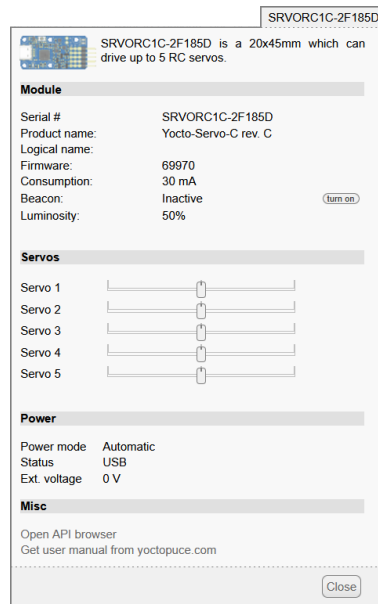 SRVORC1C-2F185D
SRVORC1C-2F185D is a 20x45mm which can
drive up to 5 RC servos.
Module
Serial # SRVORC1C-2F185D
Product name: Yocto-Servo-C rev. C
Logical name:
Firmware: 69970
Consumption: 30 mA
Beacon: Inactive turn on
Luminosity: 50%
Servos
Servo 1
Servo 2
Servo 3
Servo 4
Servo 5
Power
Power mode Automatic
Status USB
Ext. voltage 0 V
Misc
Open API browser
Get user manual from yoctopuce.com
Close